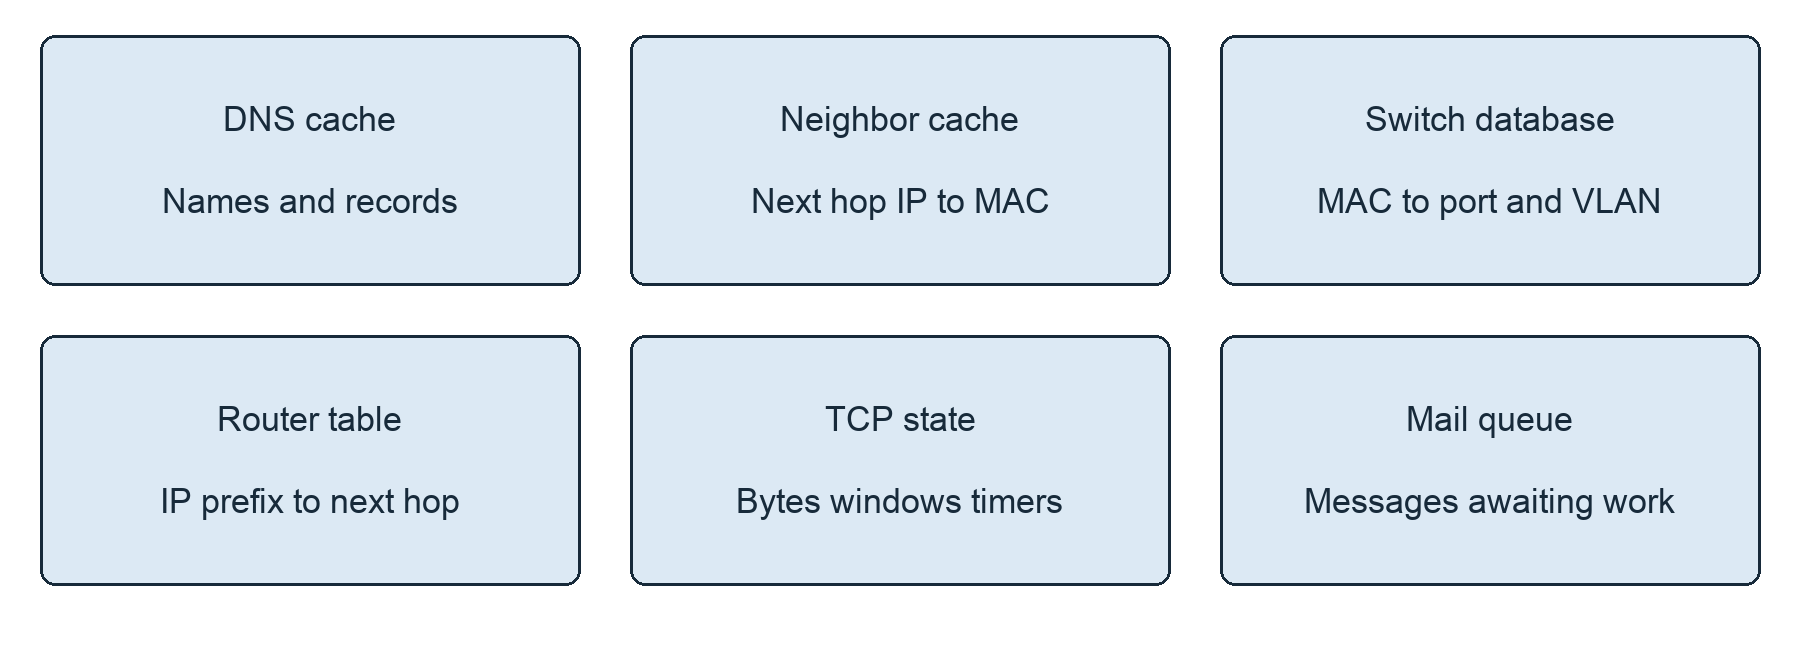 DNS cache
Names and records
Neighbor cache
Next hop IP to MAC
Switch database
MAC to port and VLAN
Router table
IP prefix to next hop
TCP state
Bytes windows timers
Mail queue
Messages awaiting work